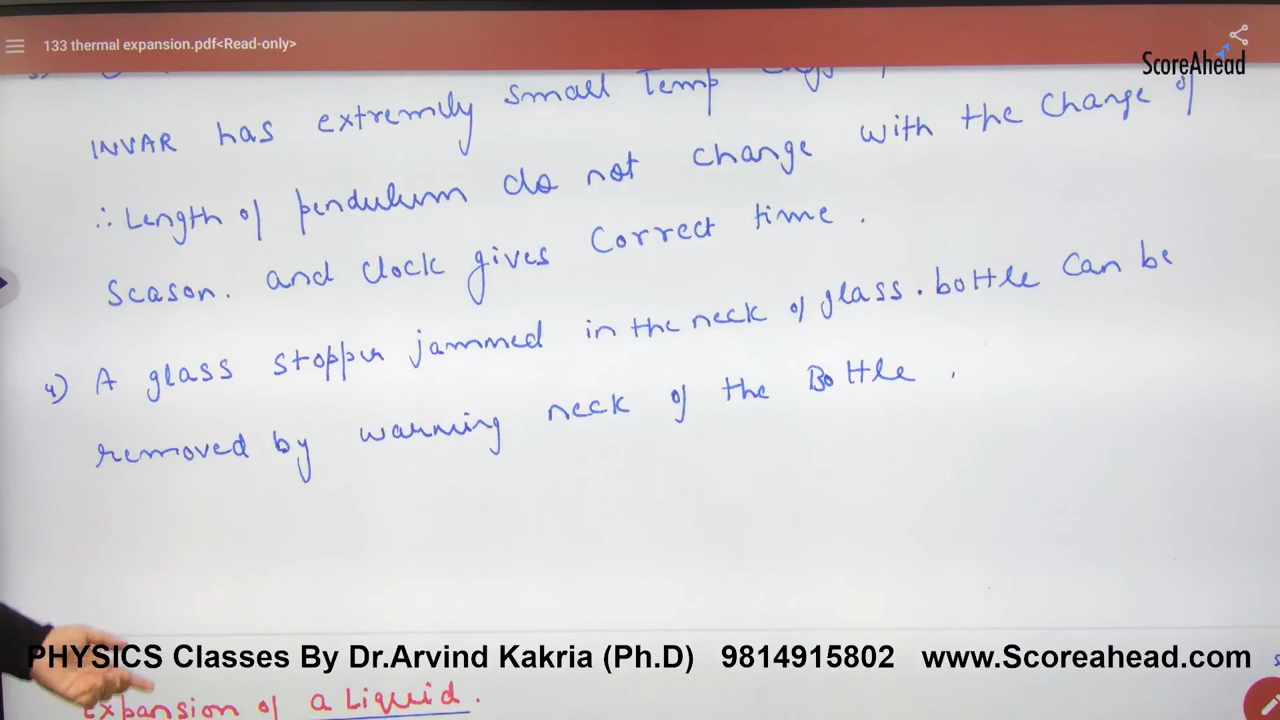 133 thermal expansion.pdf<Read-only>
ScoreAhead
INVAR has extremily small Temp
∴ Length of pendulum do not change with the change of
Season. and clock gives Correct time.
4) A glass stopper jammed in the neck of glass. bottle can be
removed by warming neck of the Bottle.
PHYSICS Classes By Dr.Arvind Kakria (Ph.D) 9814915802 www.Scoreahead.com
Expansion of a Liquid.